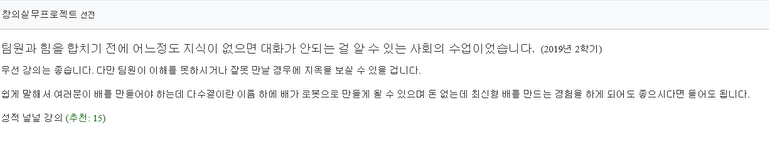 창의실무프로젝트 선전
팀원과 힘을 합치기 전에 어느정도 지식이 없으면 대화가 안되는 걸 알 수 있는 사회의 수업이었습니다. (2019년 2학기)
우선 강의는 좋습니다. 다만 팀원이 이해를 못하시거나 잘못 만날 경우에 지옥을 보실 수 있을 겁니다.
쉽게 말해서 여러분이 배를 만들어야 하는데 다수결이란 이름 하에 배가 로봇으로 만들게 될 수 있으며 돈 없는데 최신형 배를 만드는 경험을 하게 되어도 좋으시다면 들어도 됩니다.
성적 널널 강의 (추천: 15)